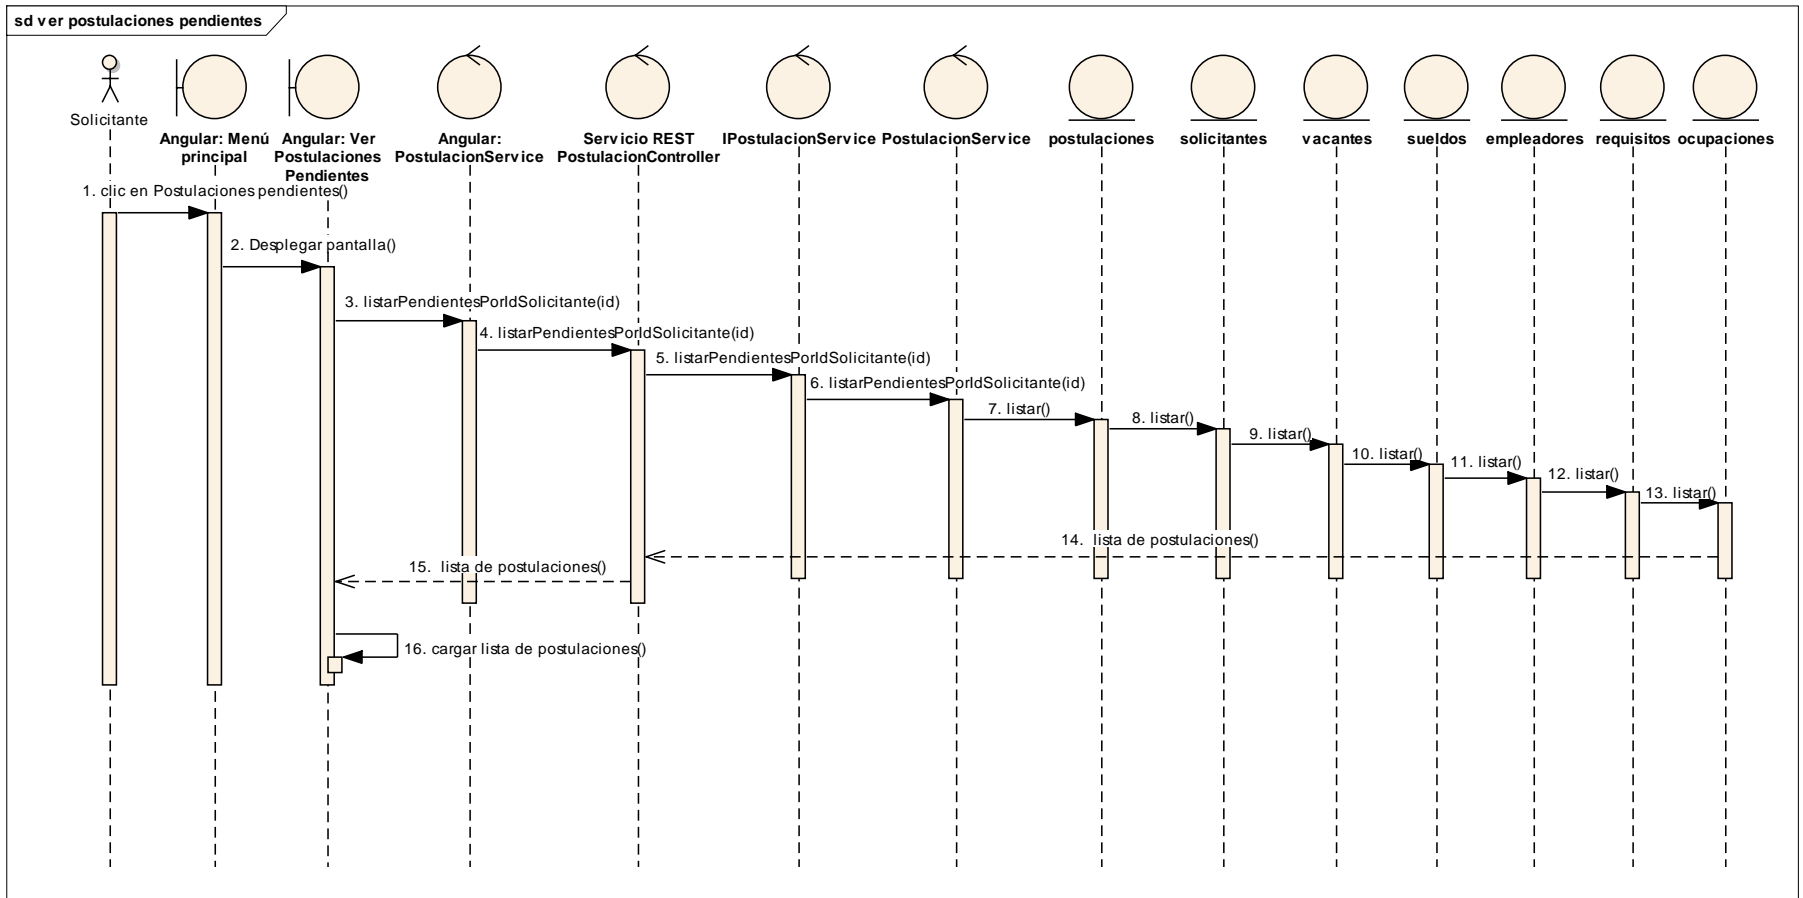 sd ver postulaciones pendientes
Solicitante
Angular: Menú
principal
Angular: Ver
Postulaciones
Pendientes
Angular:
PostulacionService
Servicio REST
PostulacionController
IPostulacionService
PostulacionService
postulaciones
solicitantes
vacantes
sueldos
empleadores
requisitos
ocupaciones
1. clic en Postulaciones pendientes()
2. Desplegar pantalla()
3. listarPendientesPorIdSolicitante(id)
4. listarPendientesPorIdSolicitante(id)
5. listarPendientesPorIdSolicitante(id)
6. listarPendientesPorIdSolicitante(id)
7. listar()
8. listar()
9. listar()
10. listar()
11. listar()
12. listar()
13. listar()
14. lista de postulaciones()
15. lista de postulaciones()
16. cargar lista de postulaciones()